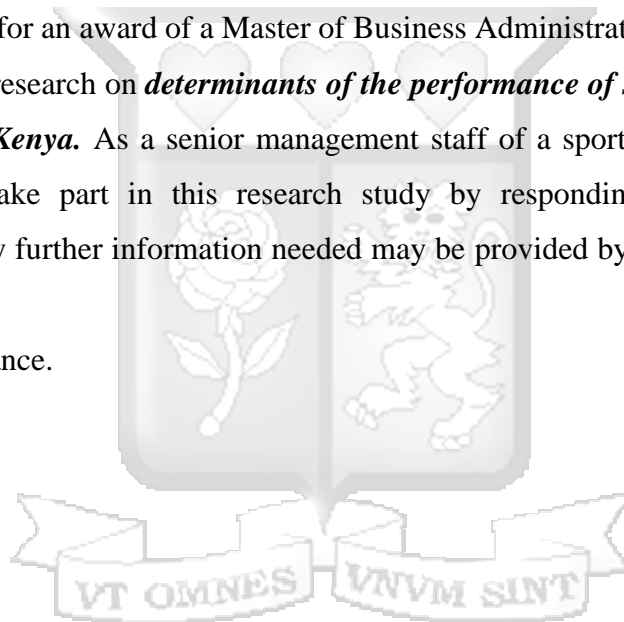 for an award of a Master of Business Administrat
research on determinants of the performance of
Kenya. As a senior management staff of a sport
ake part in this research study by respondin
further information needed may be provided by
ance.
VT OMNES VNVM SINT